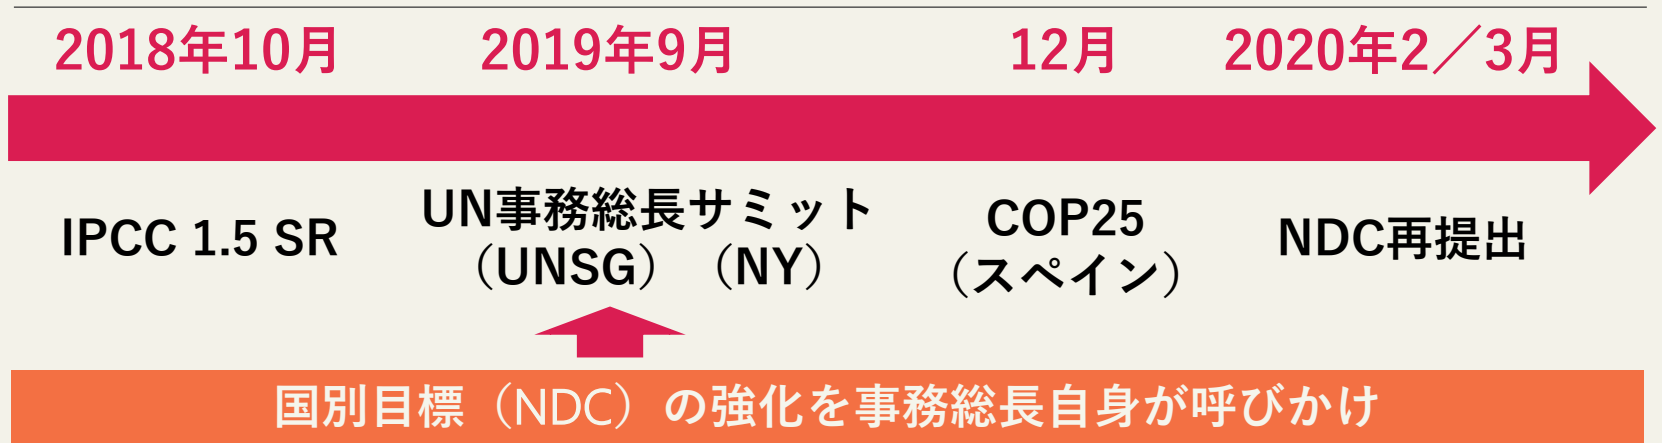 2018年10月 2019年9月 12月 2020年2／3月
IPCC 1.5 SR
UN事務総長サミット
（UNSG）（NY）
COP25
（スペイン）
NDC再提出
国別目標（NDC）の強化を事務総長自身が呼びかけ